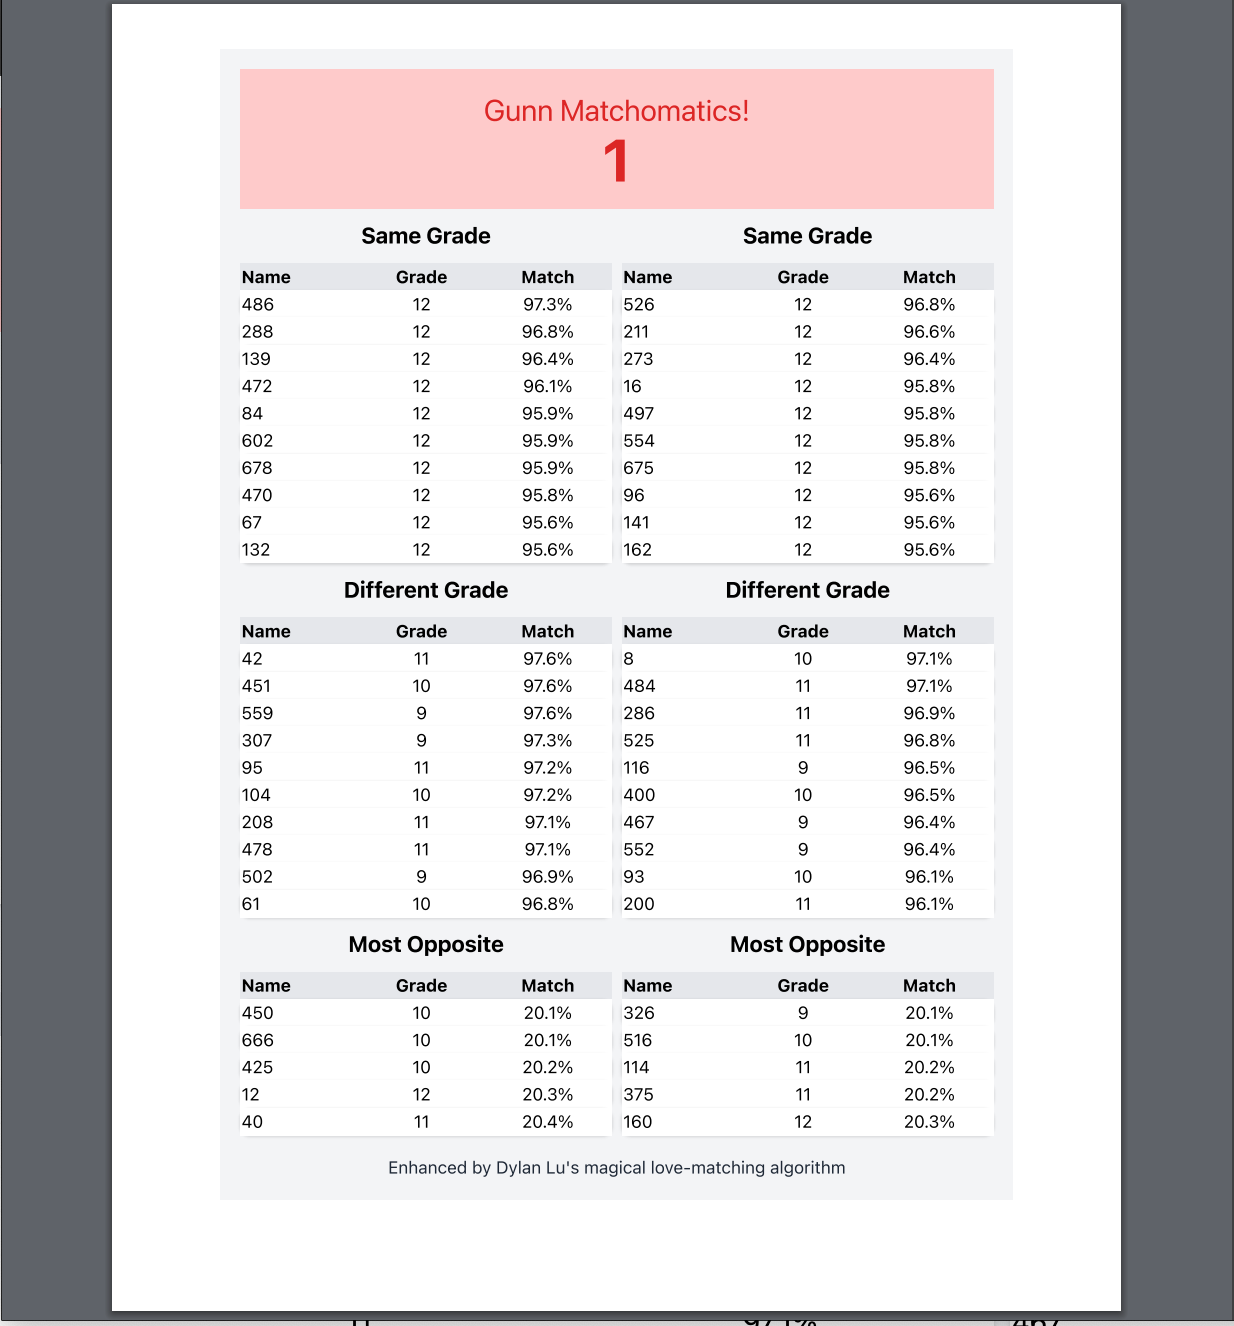 Gunn Matchomatics!
1
Same Grade
Name Grade Match
486 12 97.3%
288 12 96.8%
139 12 96.4%
472 12 96.1%
84 12 95.9%
602 12 95.9%
678 12 95.9%
470 12 95.8%
67 12 95.6%
132 12 95.6%
Same Grade
Name Grade Match
526 12 96.8%
211 12 96.6%
273 12 96.4%
16 12 95.8%
497 12 95.8%
554 12 95.8%
675 12 95.8%
96 12 95.6%
141 12 95.6%
162 12 95.6%
Different Grade
Name Grade Match
42 11 97.6%
451 10 97.6%
559 9 97.6%
307 9 97.3%
95 11 97.2%
104 10 97.2%
208 11 97.1%
478 11 97.1%
502 9 96.9%
61 10 96.8%
Different Grade
Name Grade Match
8 10 97.1%
484 11 97.1%
286 11 96.9%
525 11 96.8%
116 9 96.5%
400 10 96.5%
467 9 96.4%
552 9 96.4%
93 10 96.1%
200 11 96.1%
Most Opposite
Name Grade Match
450 10 20.1%
666 10 20.1%
425 10 20.2%
12 12 20.3%
40 11 20.4%
Most Opposite
Name Grade Match
326 9 20.1%
516 10 20.1%
114 11 20.2%
375 11 20.2%
160 12 20.3%
Enhanced by Dylan Lu's magical love-matching algorithm